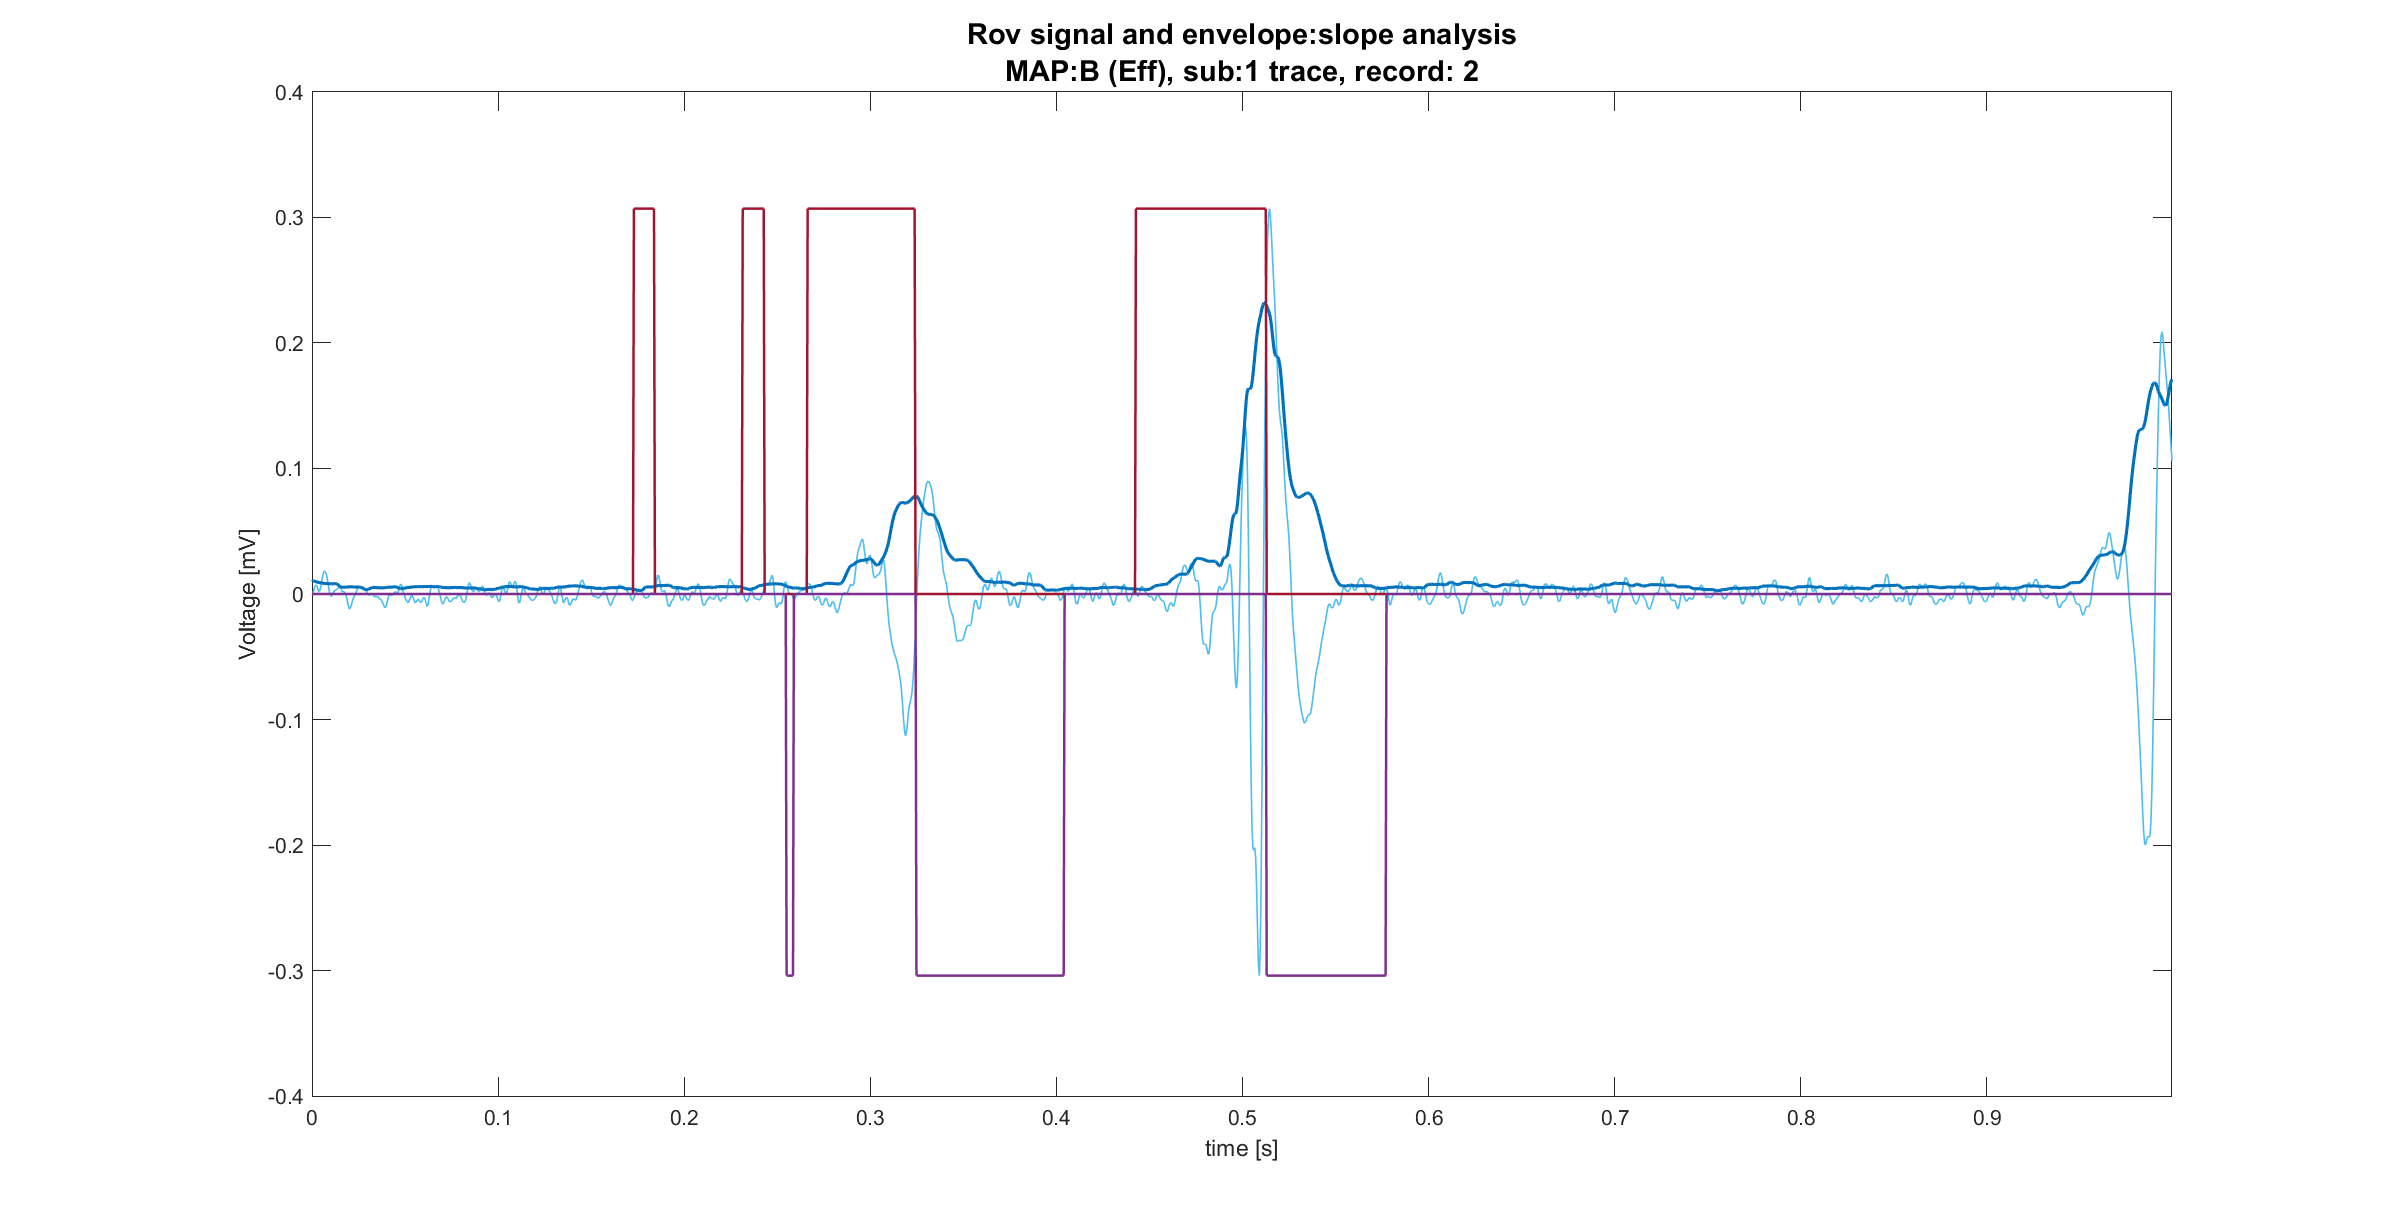 Rov signal and envelope:slope analysis
MAP:B (Eff), sub:1 trace, record: 2
0.4
0.3
0.2
0.1
0
-0.1
-0.2
-0.3
-0.4
Voltage [mV]
0 0.1 0.2 0.3 0.4 0.5 0.6 0.7 0.8 0.9
time [s]